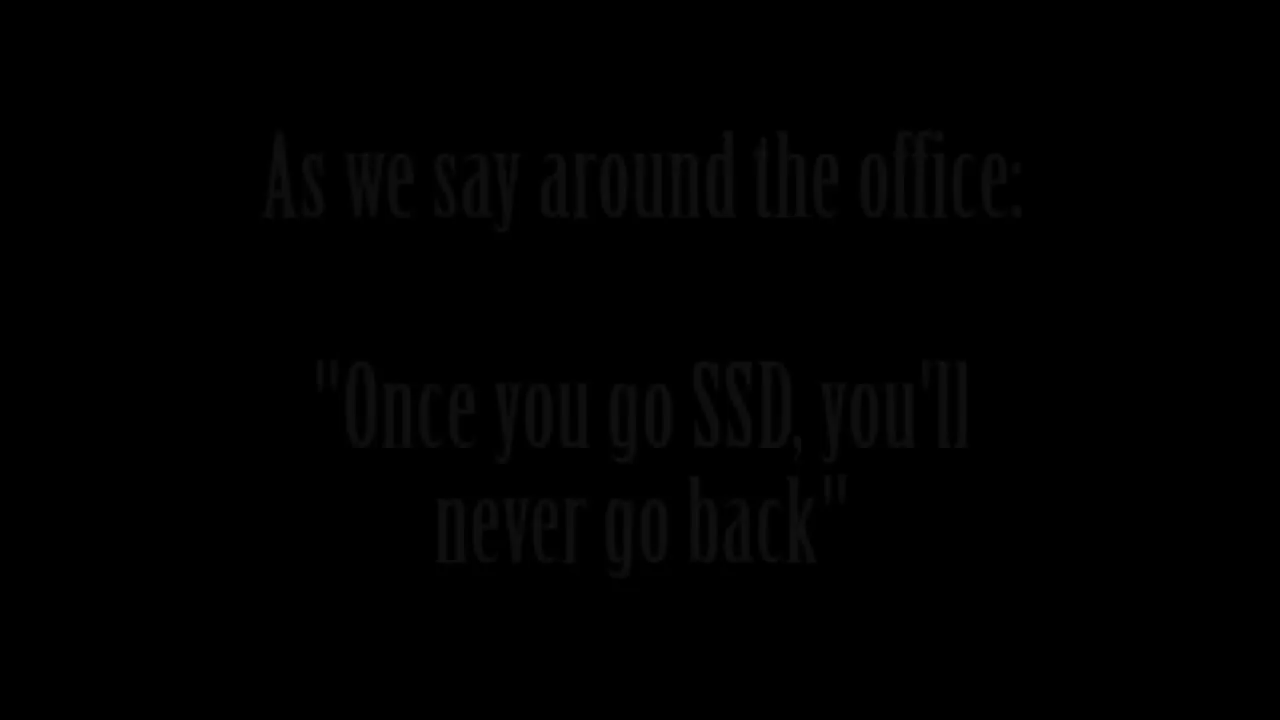 As we say around the office:
"Once you go SSD, you'll
never go back"